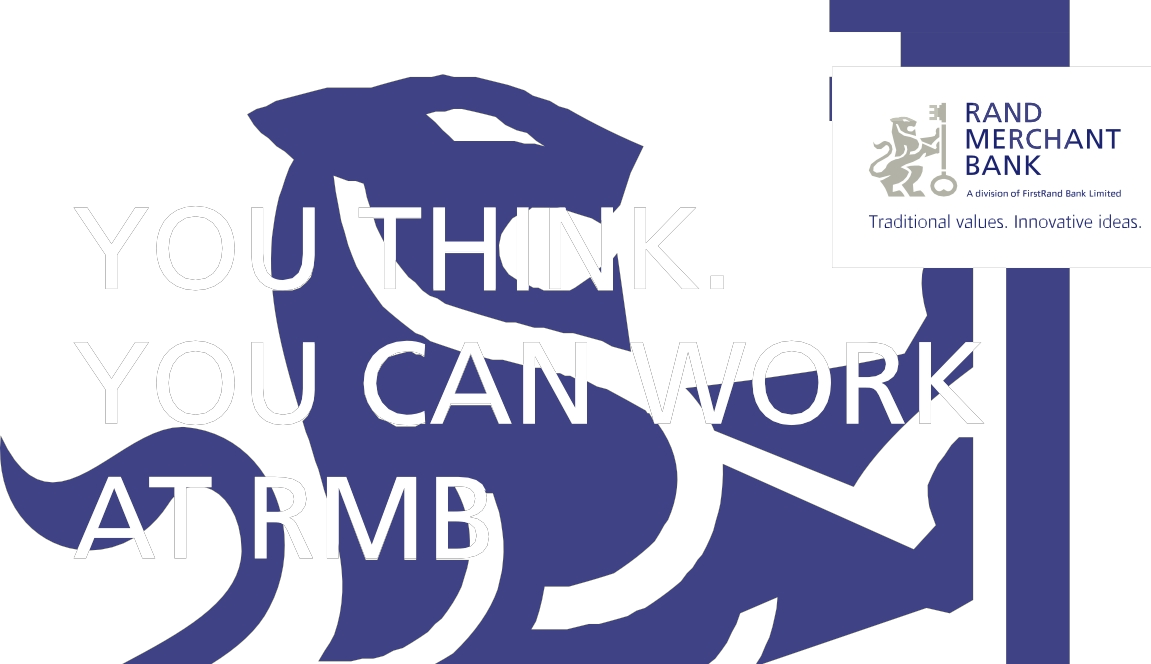 YOU THINK.
YOU CAN WORK
AT RMB
RAND
MERCHANT
BANK
A division of FirstRand Bank Limited
Traditional values. Innovative ideas.